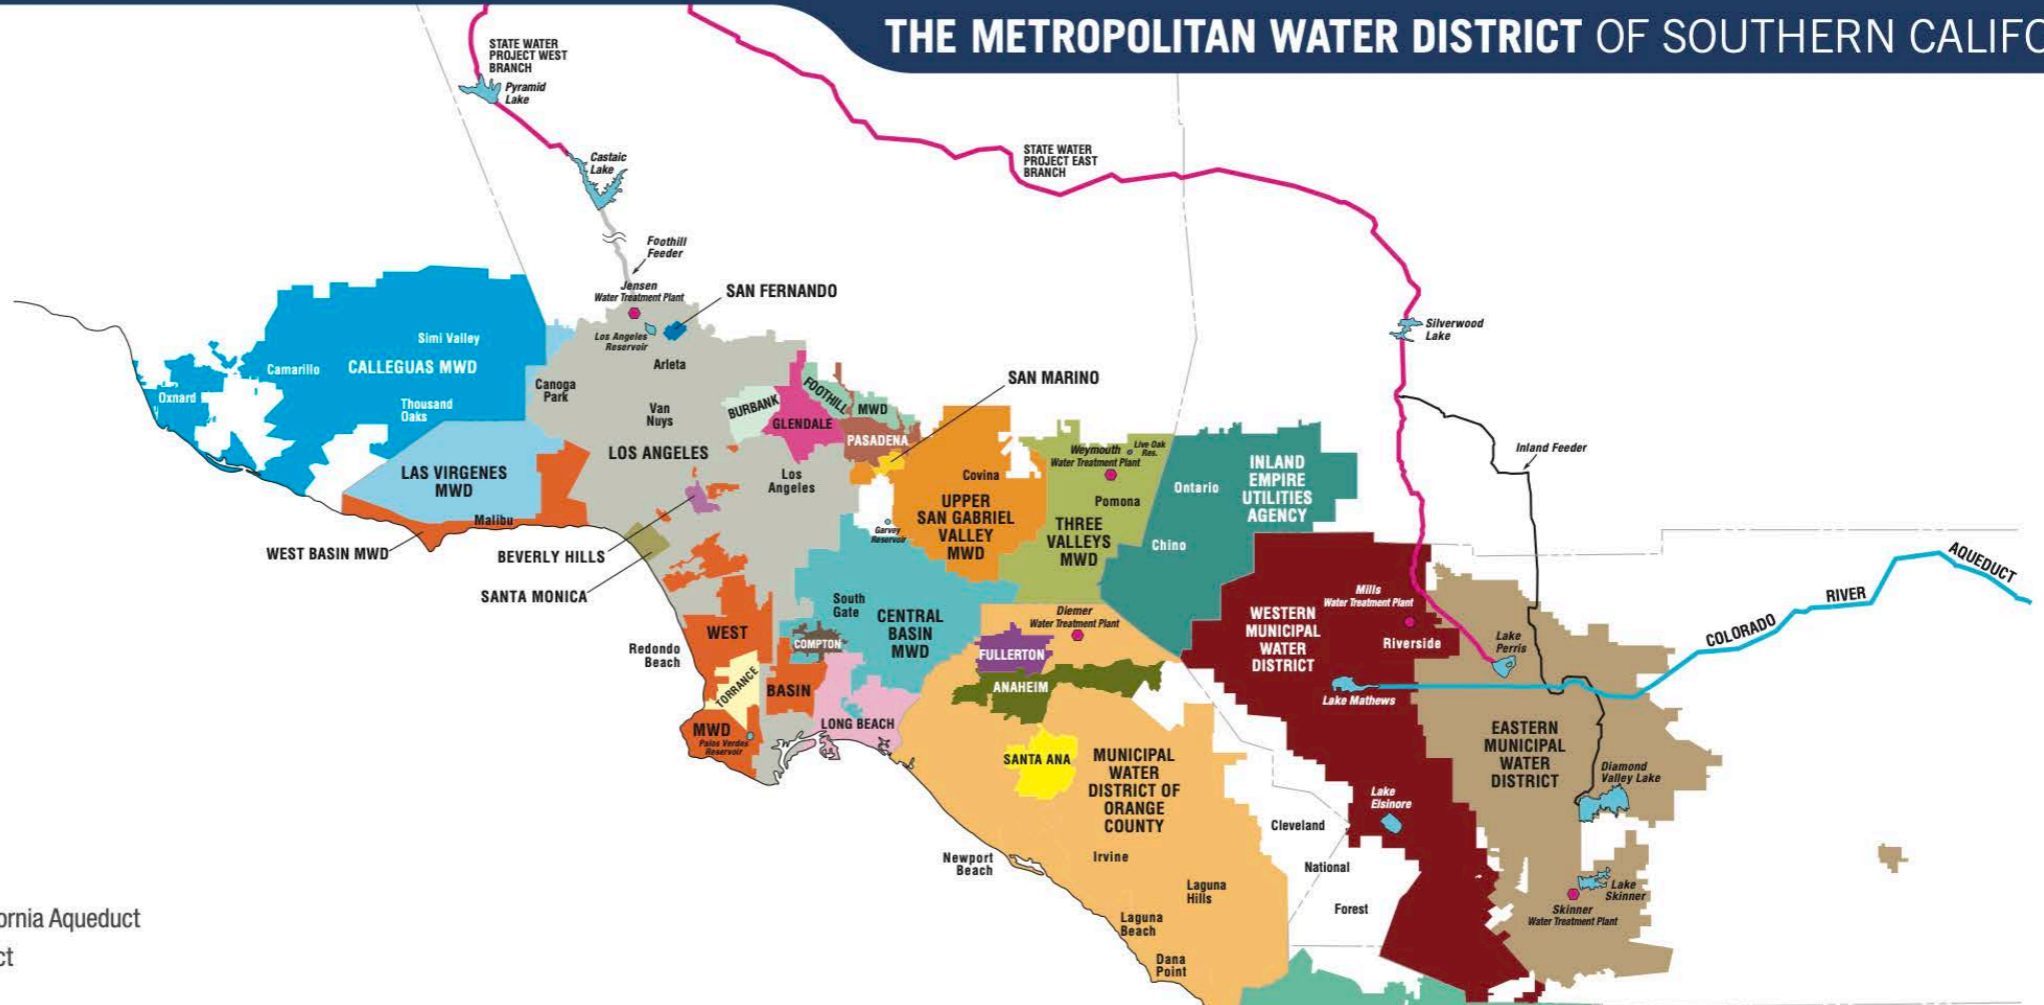 THE METROPOLITAN WATER DISTRICT OF SOUTHERN CALIFO
STATE WATER
PROJECT WEST
BRANCH
Pyramid
Lake
STATE WATER
PROJECT EAST
BRANCH
Castaic
Lake
Foothill
Feeder
Jensen
Water Treatment Plant
SAN FERNANDO
Los Angeles
Reservoir
Silverwood
Lake
Simi Valley
Camarillo
CALLEGUAS MWD
Oxnard
Thousand
Oaks
Arleta
Canoga
Park
Van
Nuys
BURBANK
GLENDALE
FOOTHILL
MWD
SAN MARINO
PASADENA
LOS ANGELES
Los
Angeles
LAS VIRGENES
MWD
Malibu
WEST BASIN MWD
BEVERLY HILLS
SANTA MONICA
Covina
UPPER
SAN GABRIEL
VALLEY
MWD
Garvey
Reservoir
Weymouth
Water Treatment Plant
Live Oak
Res.
Pomona
THREE
VALLEYS
MWD
Ontario
INLAND
EMPIRE
UTILITIES
AGENCY
Chino
Inland Feeder
AQUEDUCT
RIVER
COLORADO
South
Gate
CENTRAL
BASIN
MWD
COMPTON
WEST
Redondo
Beach
TORRANCE
BASIN
MWD
Palos Verdes
Reservoir
LONG BEACH
Diemer
Water Treatment Plant
FULLERTON
ANAHEIM
SANTA ANA
MUNICIPAL
WATER
DISTRICT OF
ORANGE
COUNTY
Mills
Water Treatment Plant
WESTERN
MUNICIPAL
WATER
DISTRICT
Riverside
Lake
Perris
Lake Mathews
EASTERN
MUNICIPAL
WATER
DISTRICT
Diamond
Valley Lake
Lake
Elsinore
Cleveland
National
Forest
Newport
Beach
Irvine
Laguna
Hills
Laguna
Beach
Dana
Point
Lake
Skinner
Skinner
Water Treatment Plant
ornia Aqueduct
ct